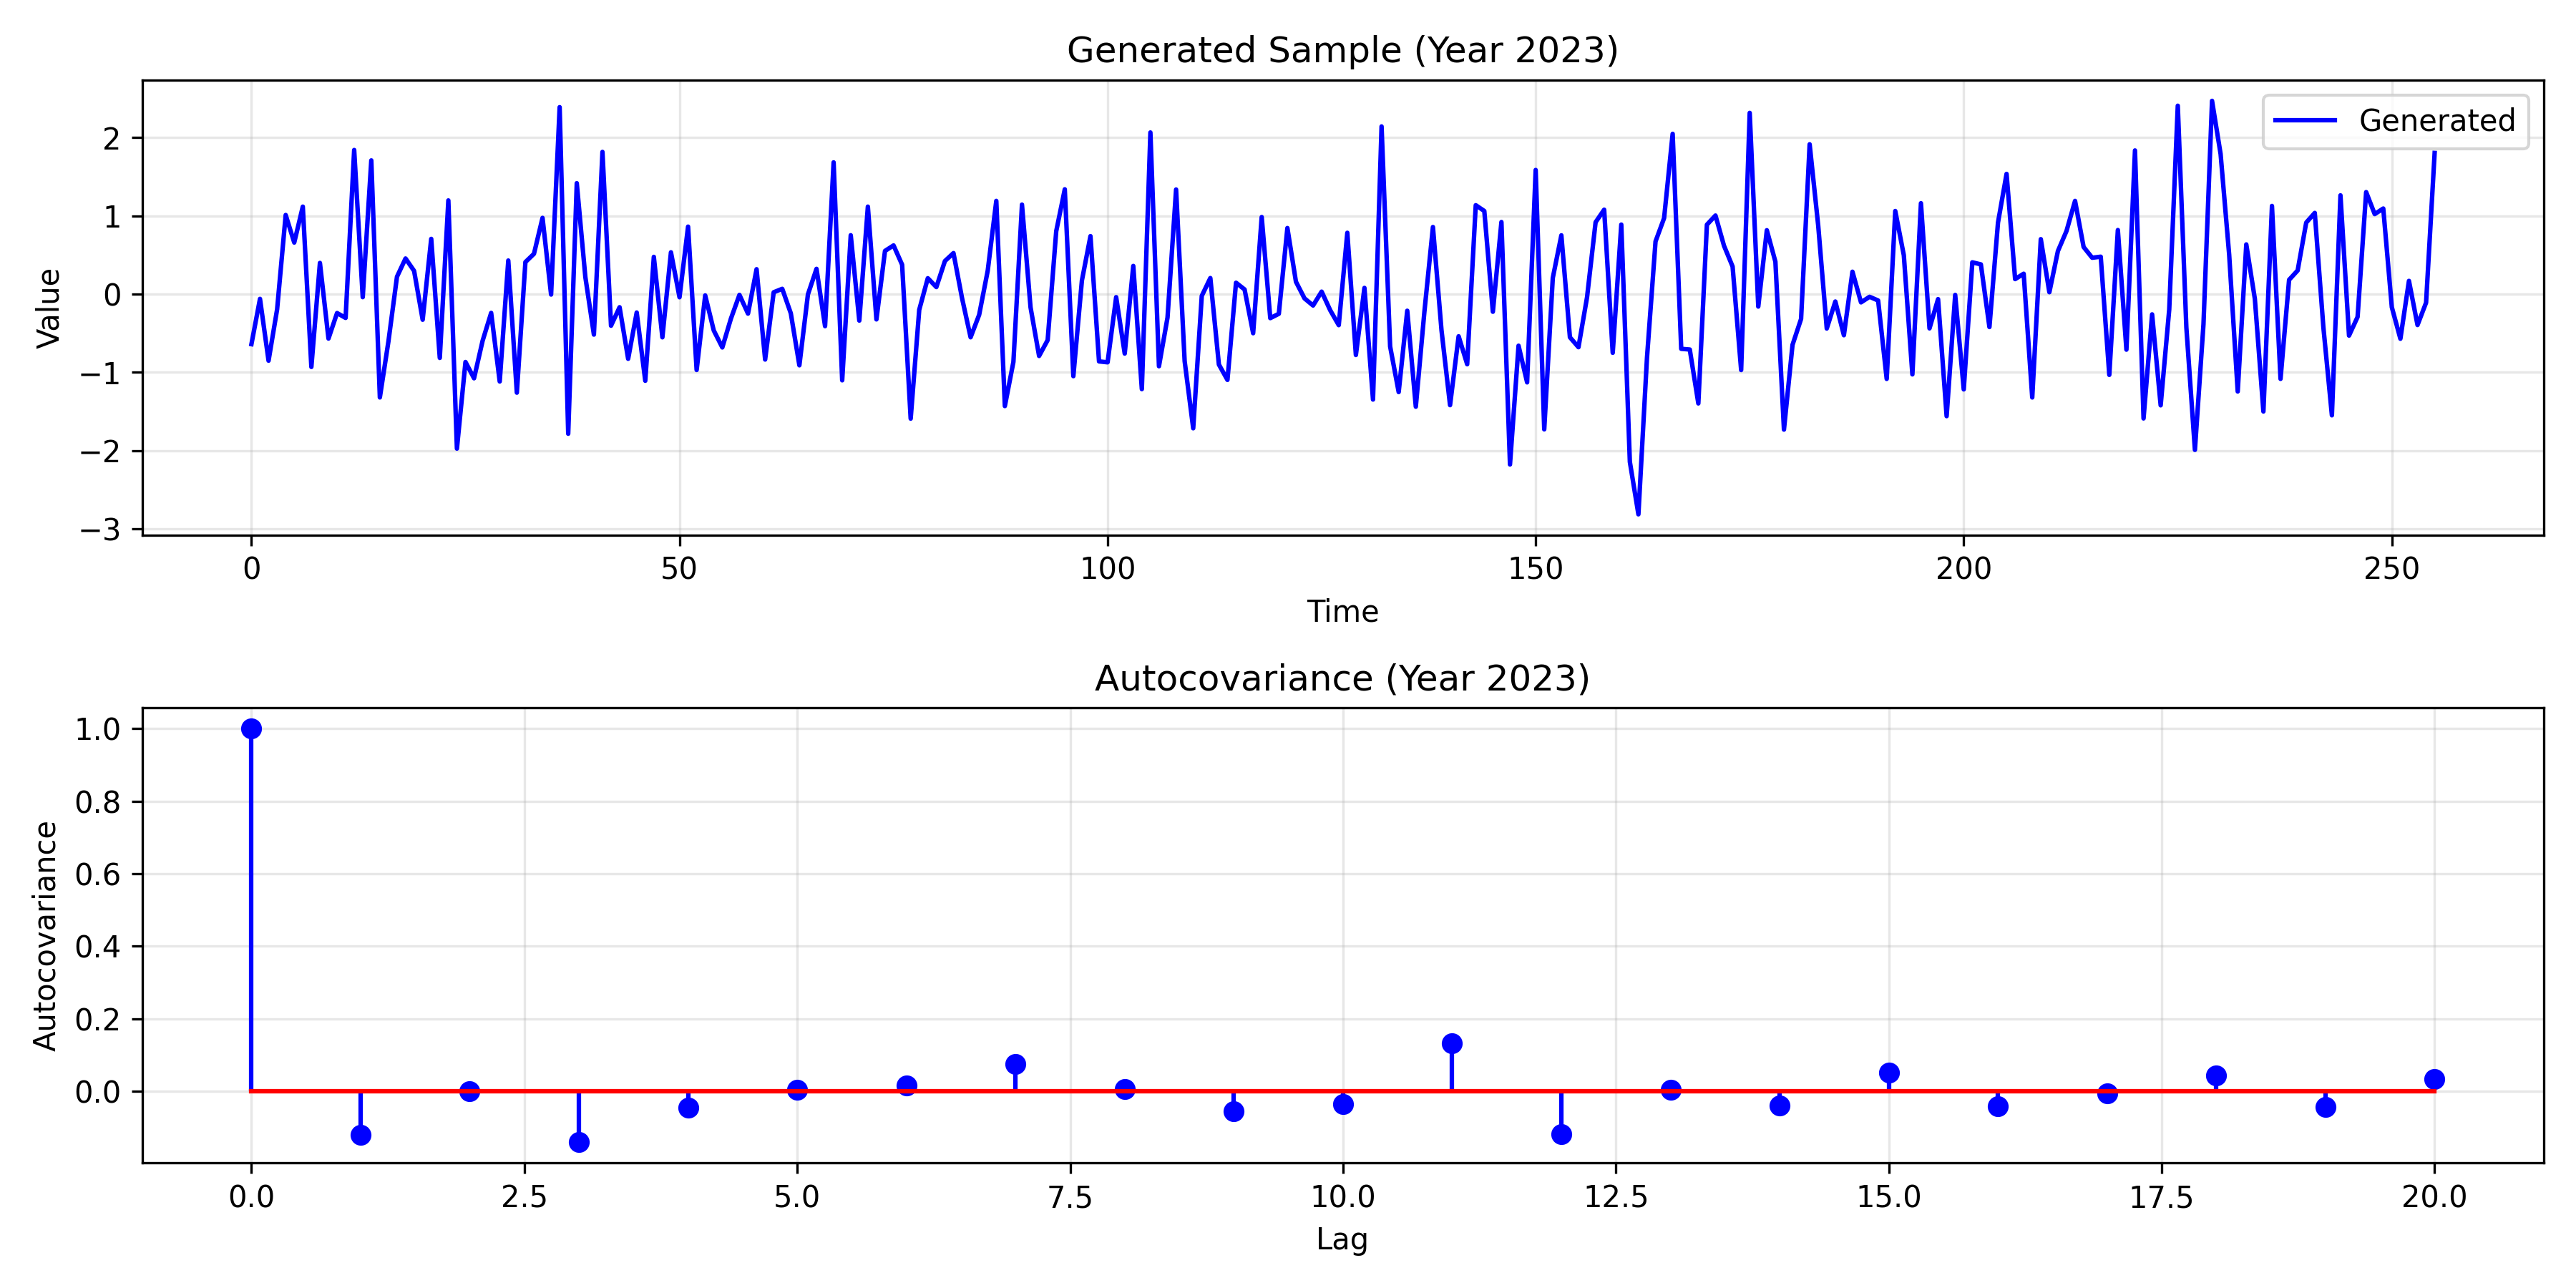 Generated Sample (Year 2023)
Generated
Value
2
1
0
−1
−2
−3
0 50 100 150 200 250
Time
Autocovariance (Year 2023)
Autocovariance
1.0
0.8
0.6
0.4
0.2
0.0
0.0 2.5 5.0 7.5 10.0 12.5 15.0 17.5 20.0
Lag